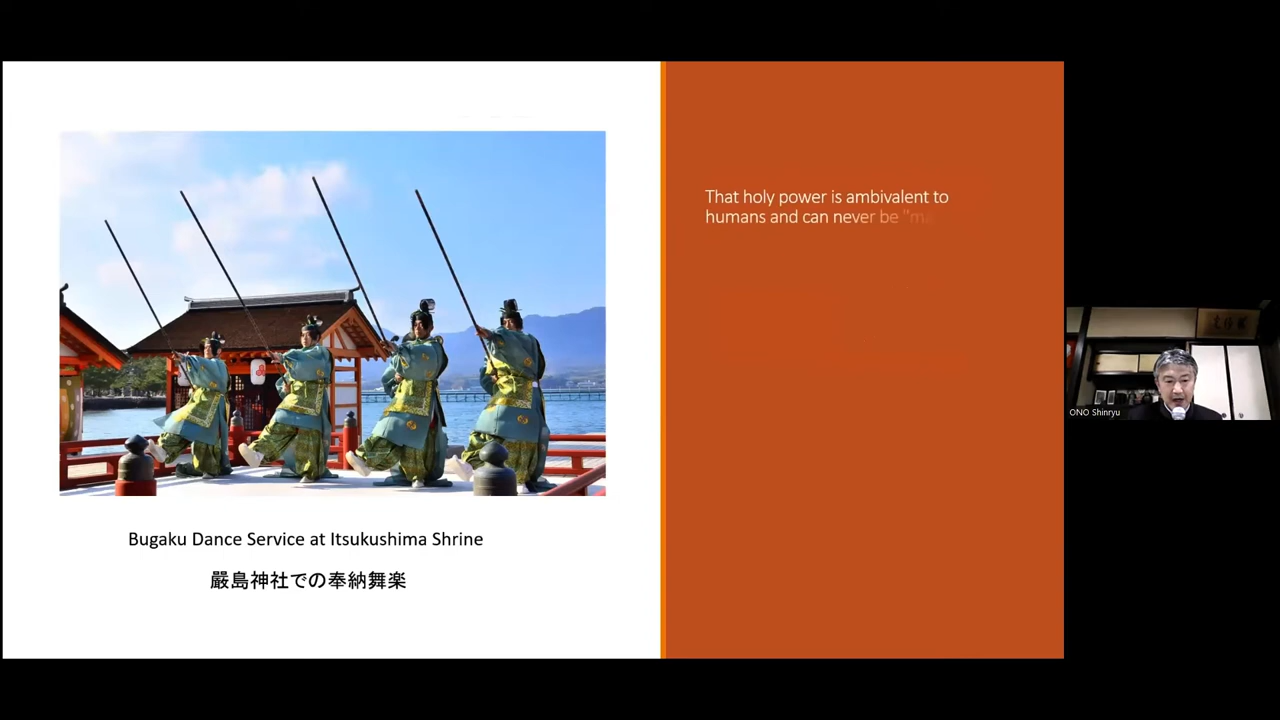 That holy power is ambivalent to
humans and can never be "ma
Bugaku Dance Service at Itsukushima Shrine
嚴島神社での奉納舞楽
ONO Shinryu